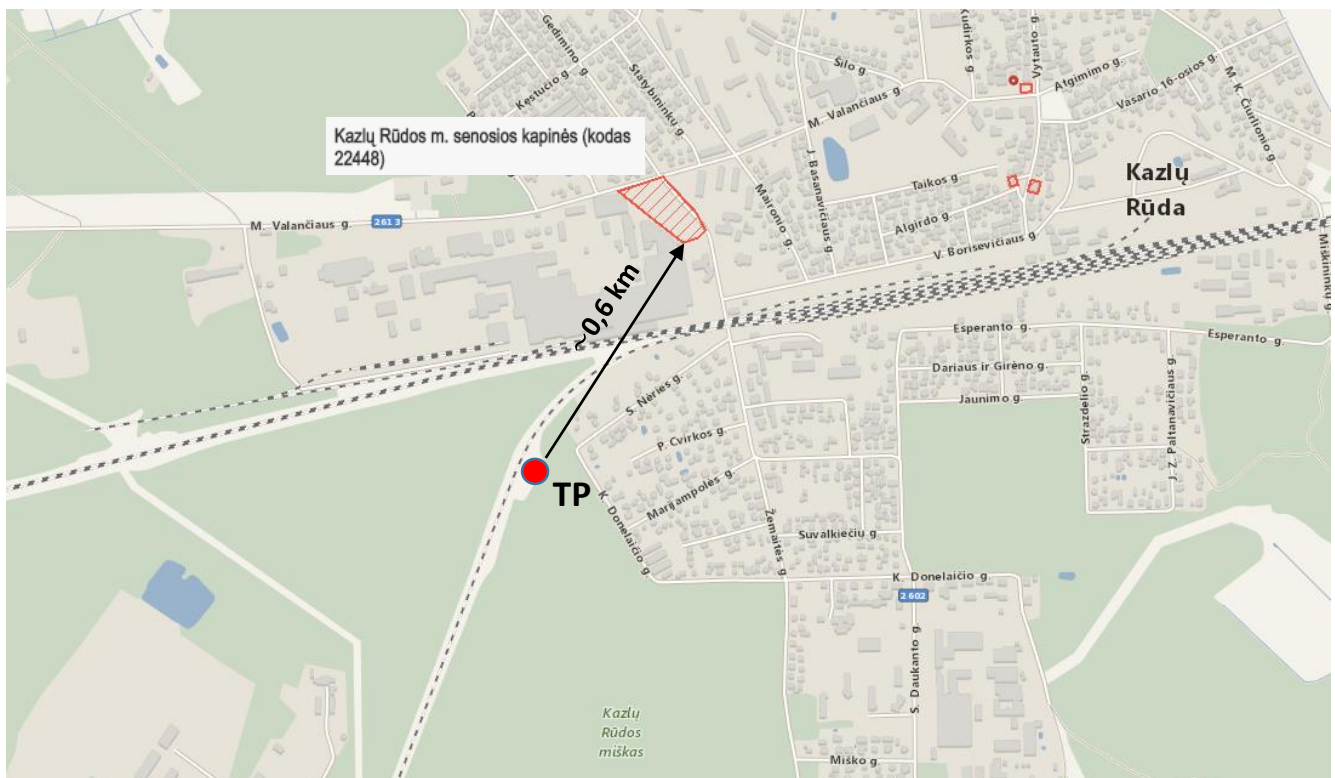 Gedimino g.
Kęstučio g.
Statybininkų g.
P
Šilo g.
Kudirkos g.
Vytauto g.
Atgimimo g.
Vasario 16-osios g.
M. K. Čiurlionio g.
M. Valančiaus g.
Kazlų Rūdos m. senosios kapinės (kodas
22448)
J. Basanavičiaus g.
Maironio g.
Taikos g.
Algirdo g.
Kazlų
Rūda
M. Valančiaus g.
261 3
V. Borisevičiaus g.
Miškininkų g.
~0,6 km
Esperanto g.
Esperanto g.
Dariaus ir Girėno g.
Jaunimo g.
S. Nėries g.
Strazdelio g.
J. Z. Paltanavičiaus g.
P. Cvirkos g.
TP
Marijampolės g.
K. Donelaičio g.
Žemaitės g.
Suvalkiečių g.
K. Donelaičio g.
2 602
S. Daukanto g.
Kazlų
Rūdos
miškas
Miško g.